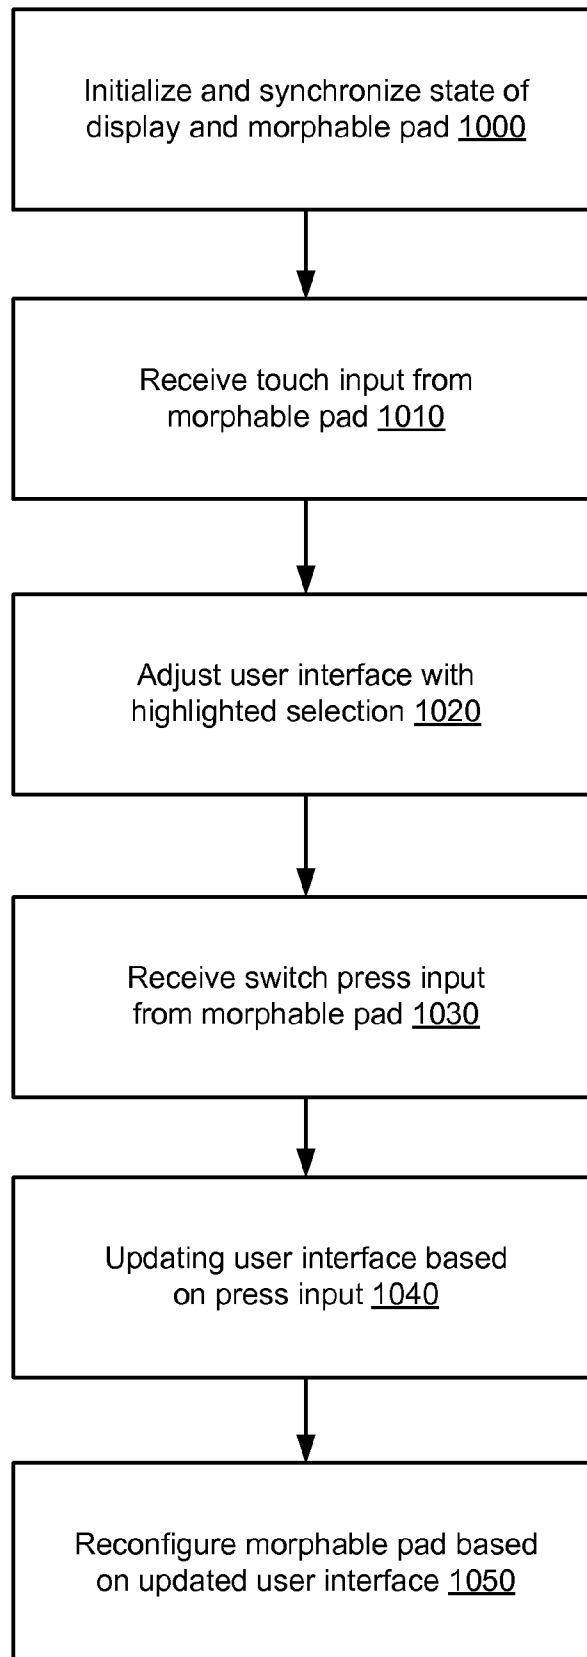 Initialize and synchronize state of
display and morphable pad 1000
Receive touch input from
morphable pad 1010
Adjust user interface with
highlighted selection 1020
Receive switch press input
from morphable pad 1030
Updating user interface based
on press input 1040
Reconfigure morphable pad based
on updated user interface 1050